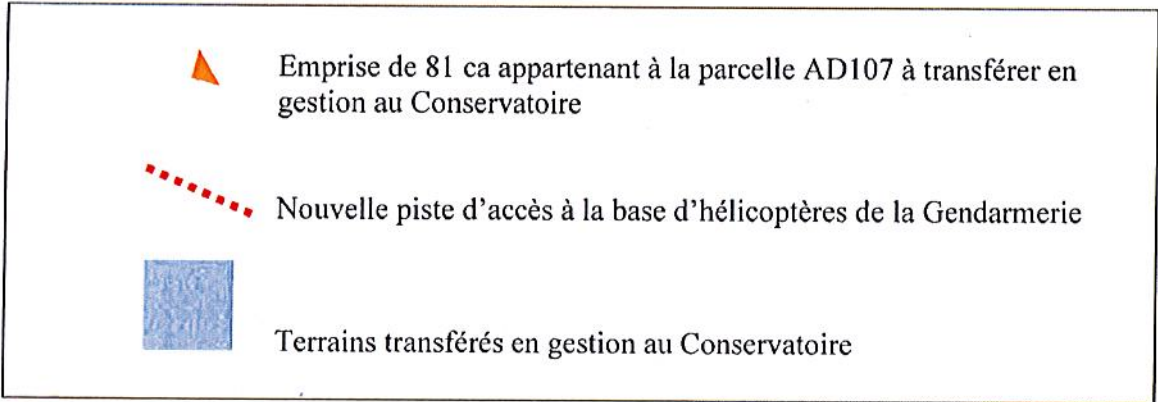 Emprise de 81 ca appartenant à la parcelle AD107 à transférer en
gestion au Conservatoire
Nouvelle piste d'accès à la base d'hélicoptères de la Gendarmerie
Terrains transférés en gestion au Conservatoire